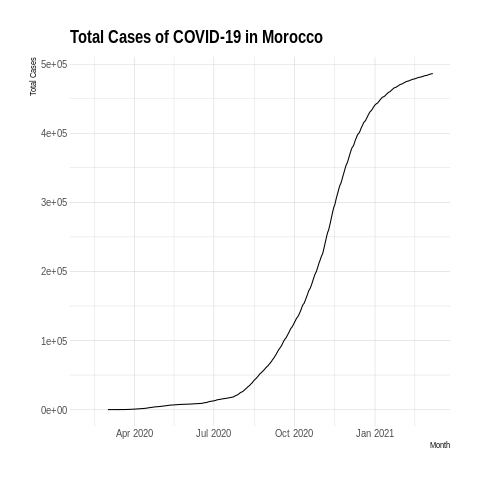 Total Cases of COVID-19 in Morocco
Total Cases
5e+05
4e+05
3e+05
2e+05
1e+05
0e+00
Apr 2020 Jul 2020 Oct 2020 Jan 2021
Month